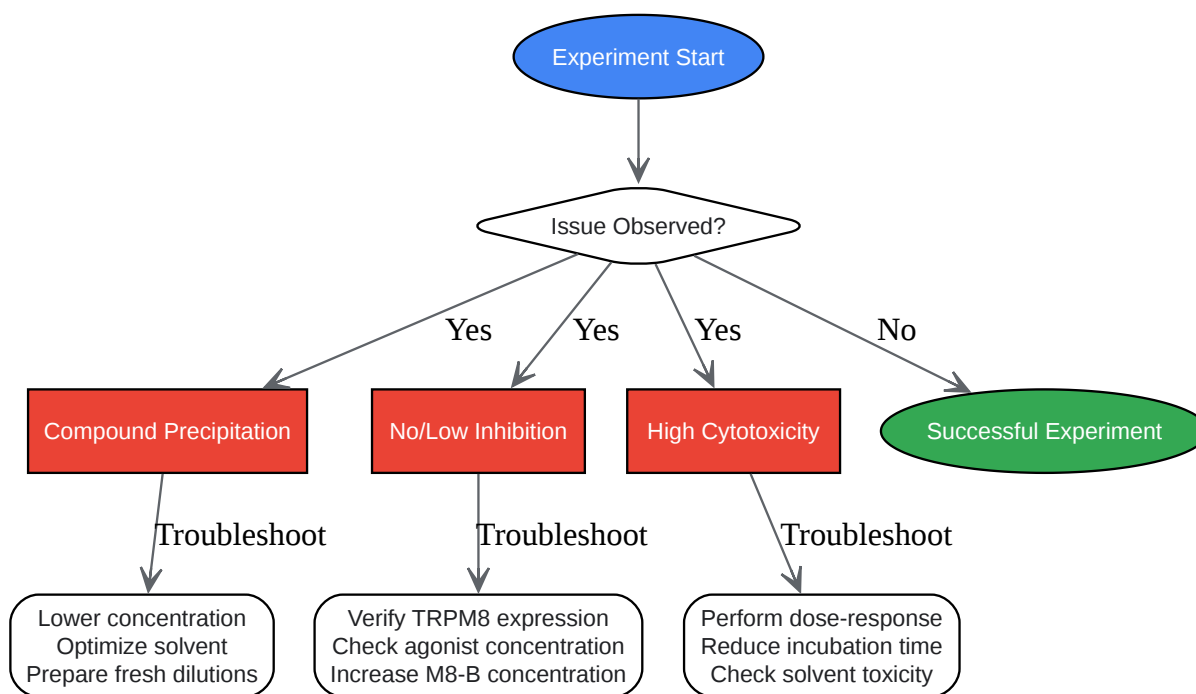 Experiment Start
Issue Observed?
Yes
Yes
Yes
No
Compound Precipitation
No/Low Inhibition
High Cytotoxicity
Successful Experiment
Troubleshoot
Troubleshoot
Troubleshoot
Lower concentration
Optimize solvent
Prepare fresh dilutions
Verify TRPM8 expression
Check agonist concentration
Increase M8-B concentration
Perform dose-response
Reduce incubation time
Check solvent toxicity